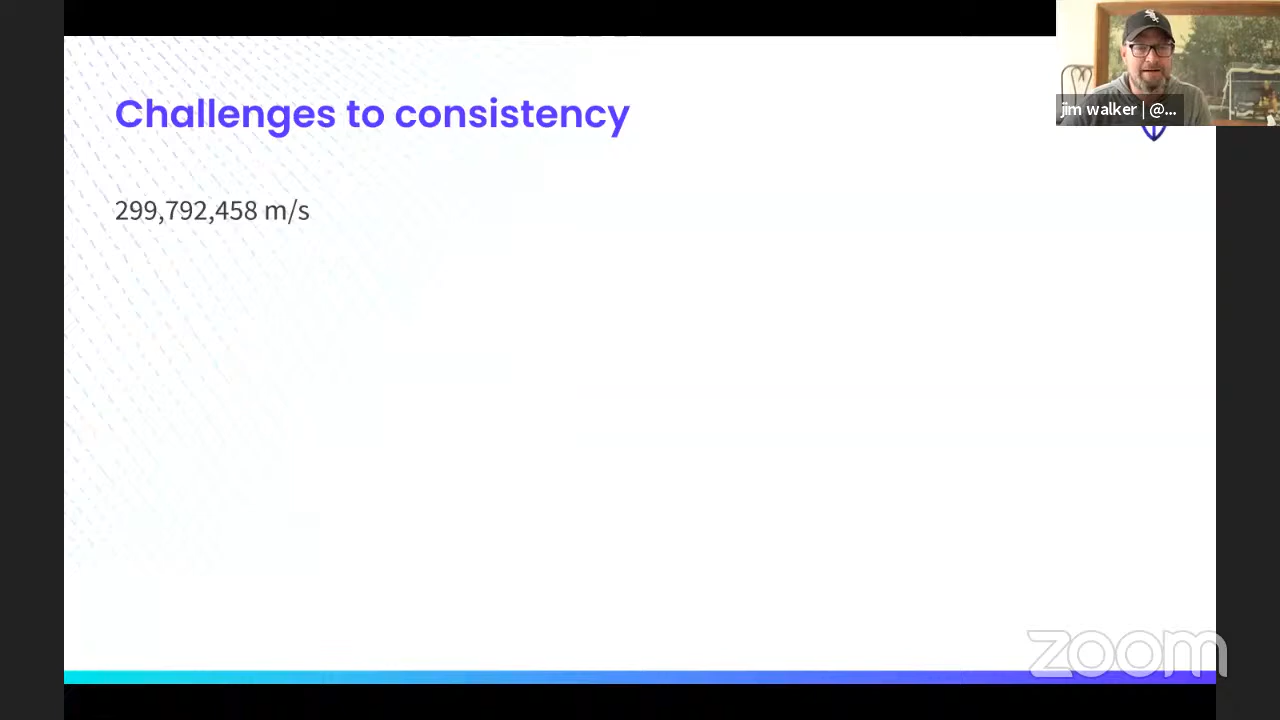 Challenges to consistency
jim walker | @...
299,792,458 m/s
zoom